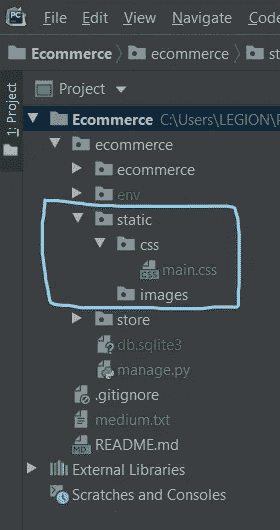 PC File Edit View Navigate Code
Ecommerce ecommerce st
1: Project
Project
Ecommerce C:\Users\LEGION\Projec
ecommerce
ecommerce
env
static
css
CSS main.css
images
store
db.sqlite3
manage.py
.gitignore
medium.txt
MD README.md
External Libraries
Scratches and Consoles